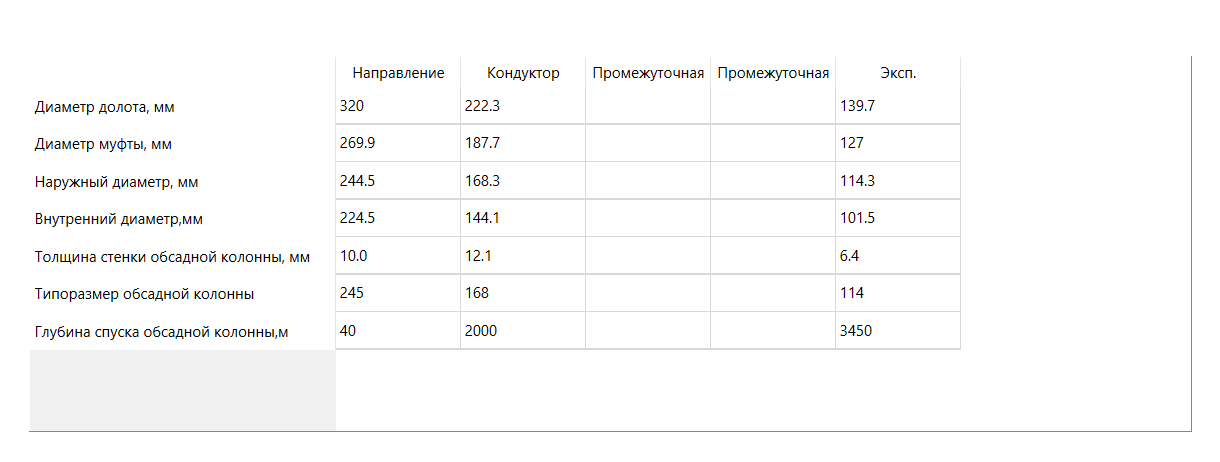 Направление Кондуктор Промежуточная Промежуточная Эксп.
Диаметр долота, мм 320 222.3 139.7
Диаметр муфты, мм 269.9 187.7 127
Наружный диаметр, мм 244.5 168.3 114.3
Внутренний диаметр,мм 224.5 144.1 101.5
Толщина стенки обсадной колонны, мм 10.0 12.1 6.4
Типоразмер обсадной колонны 245 168 114
Глубина спуска обсадной колонны,м 40 2000 3450